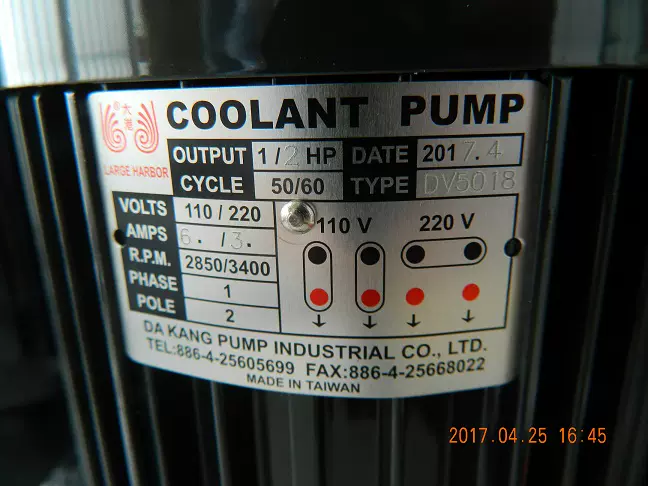 COOLANT PUMP
大港
LARGE HARBOR
OUTPUT 1/2 HP DATE 2017.4
CYCLE 50/60 TYPE DV5018
VOLTS 110 / 220
AMPS 6. / 3.
R.P.M. 2850/3400
PHASE 1
POLE 2
110 V 220 V
DA KANG PUMP INDUSTRIAL CO., LTD.
TEL:886-4-25605699 FAX:886-4-25668022
MADE IN TAIWAN
2017.04.25 16:45